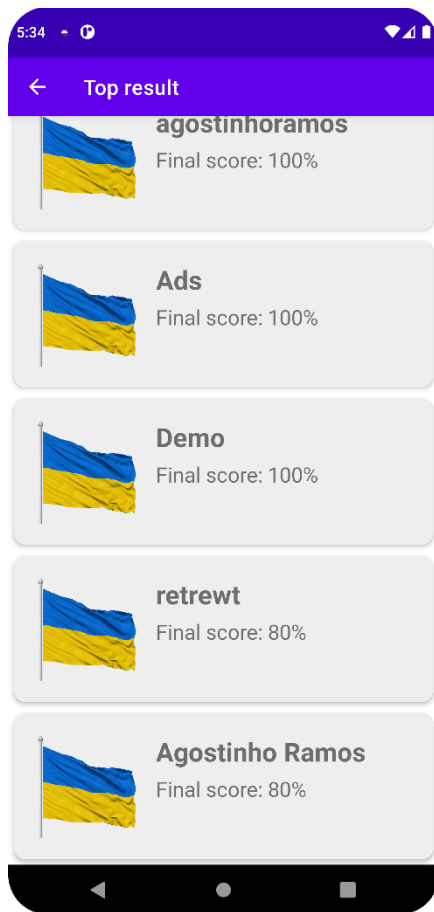 5:34
Top result
agostinhoramos
Final score: 100%
Ads
Final score: 100%
Demo
Final score: 100%
retrewt
Final score: 80%
Agostinho Ramos
Final score: 80%